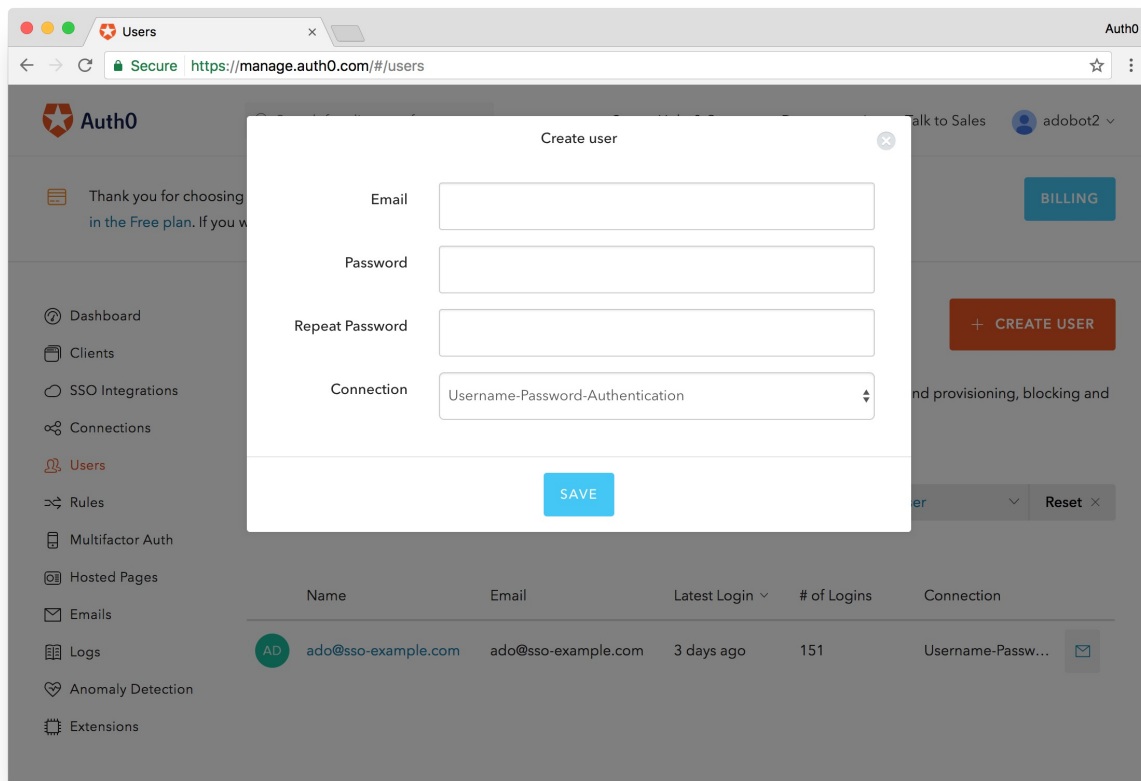 Users
Auth0
Secure https://manage.auth0.com/#/users
Auth0
Talk to Sales
adobot2
Thank you for choosing
in the Free plan. If you w
BILLING
Create user
Email
Password
Repeat Password
Connection
Username-Password-Authentication
SAVE
Dashboard
Clients
SSO Integrations
Connections
Users
Rules
Multifactor Auth
Hosted Pages
Emails
Logs
Anomaly Detection
Extensions
+ CREATE USER
nd provisioning, blocking and
er
Reset
Name Email Latest Login # of Logins Connection
AD ado@sso-example.com ado@sso-example.com 3 days ago 151 Username-Passw...